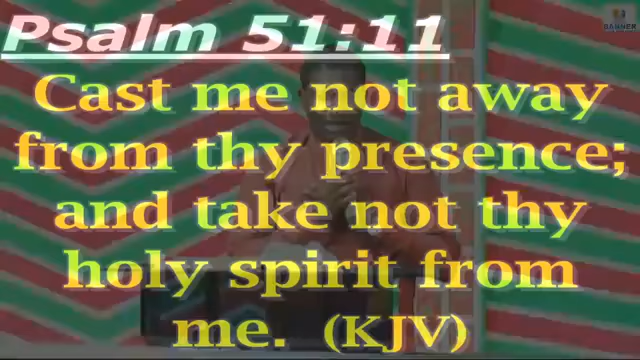 Psalm 51:11
Cast me not away
from thy presence;
and take not thy
holy spirit from
me. (KJV)
BANNER